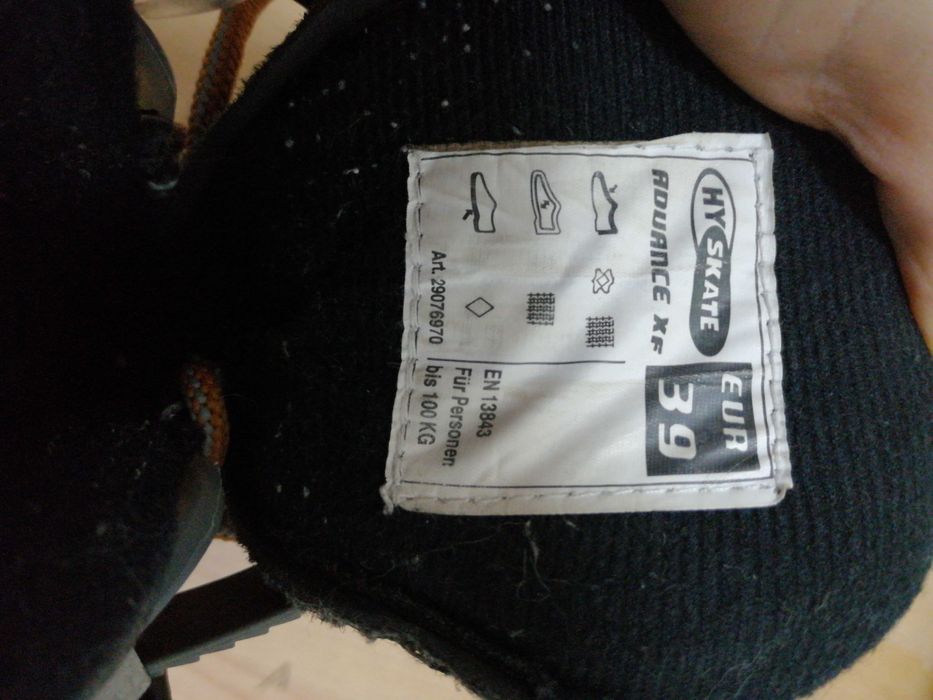 HY SKATE
ADVANCE XF
EUR
39
Art. 29076970
EN 13843
Für Personen
bis 100 KG